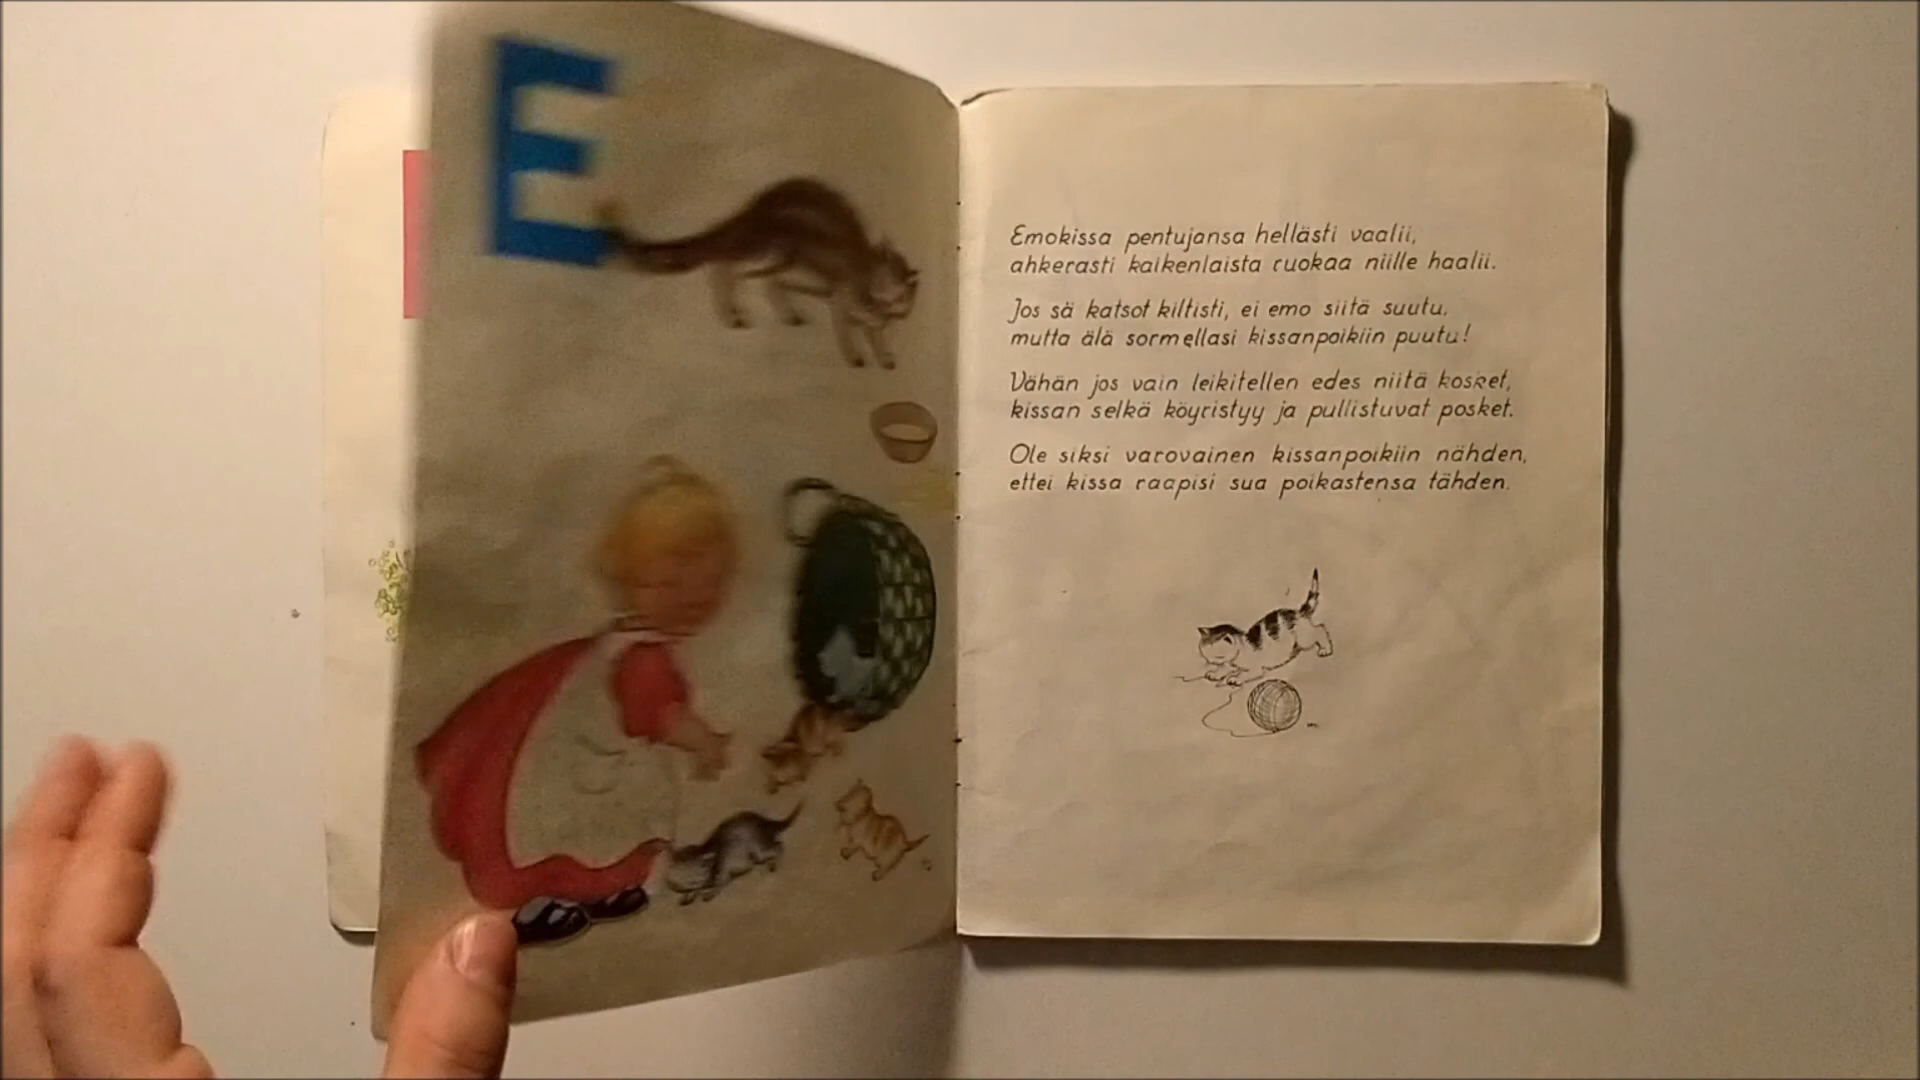 E
Emokissa pentujansa hellästi vaalii,
ahkerasti kaikenlaista ruokaa niille haalii.
Jos sä katsot kiltisti, ei emo siitä suutu,
mutta älä sormellasi kissanpoikiin puutu!
Vähän jos vain leikitellen edes niitä kosket,
kissan selkä köyristyy ja pullistuvat posket.
Ole siksi varovainen kissanpoikiin nähden,
ettei kissa raapisi sua poikastensa tähden.